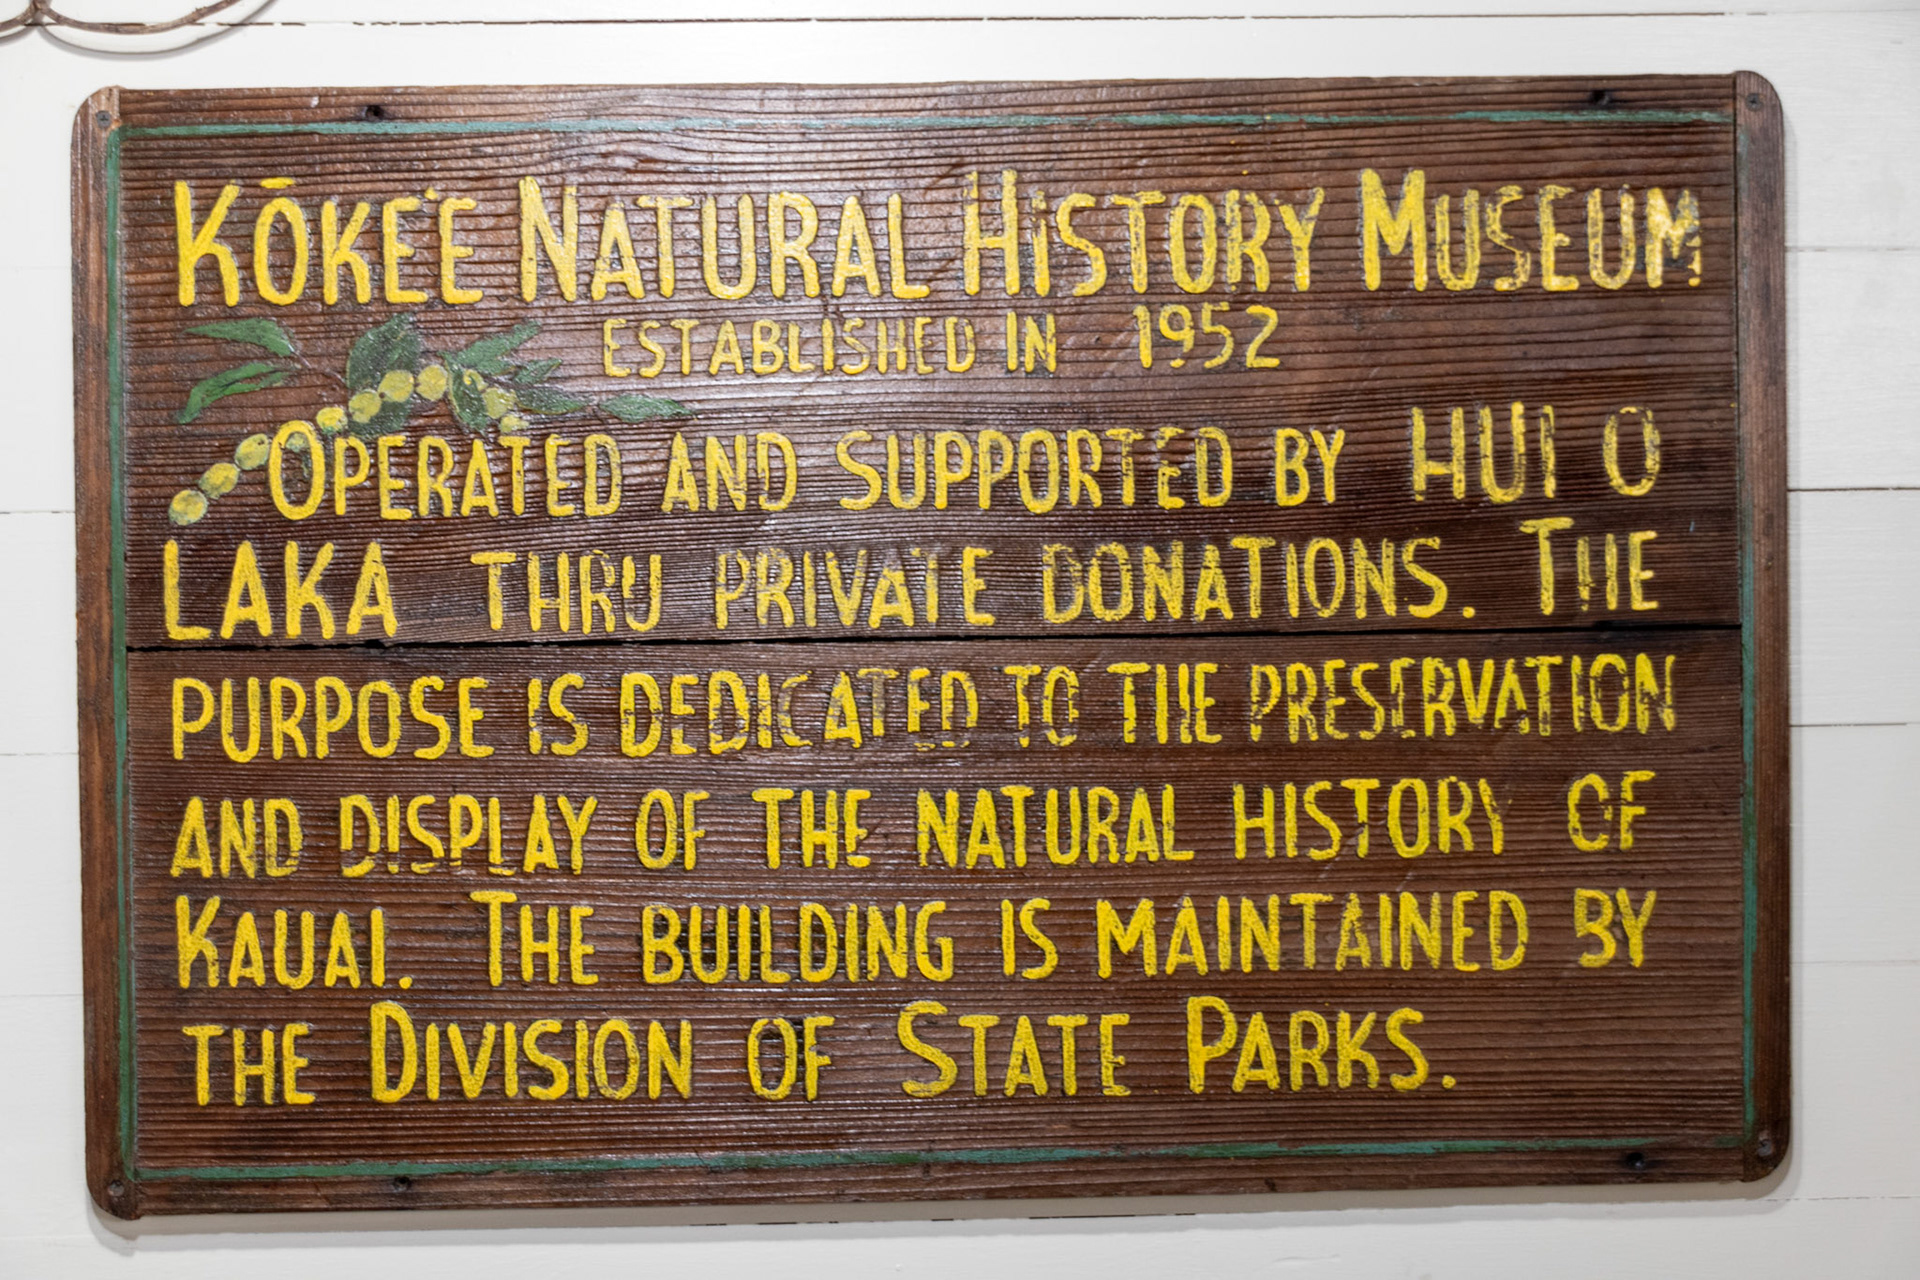 KŌKE'E NATURAL HISTORY MUSEUM
ESTABLISHED IN 1952
OPERATED AND SUPPORTED BY HUI O
LAKA THRU PRIVATE DONATIONS. THE
PURPOSE IS DEDICATED TO THE PRESERVATION
AND DISPLAY OF THE NATURAL HISTORY OF
KAUAI. THE BUILDING IS MAINTAINED BY
THE DIVISION OF STATE PARKS.